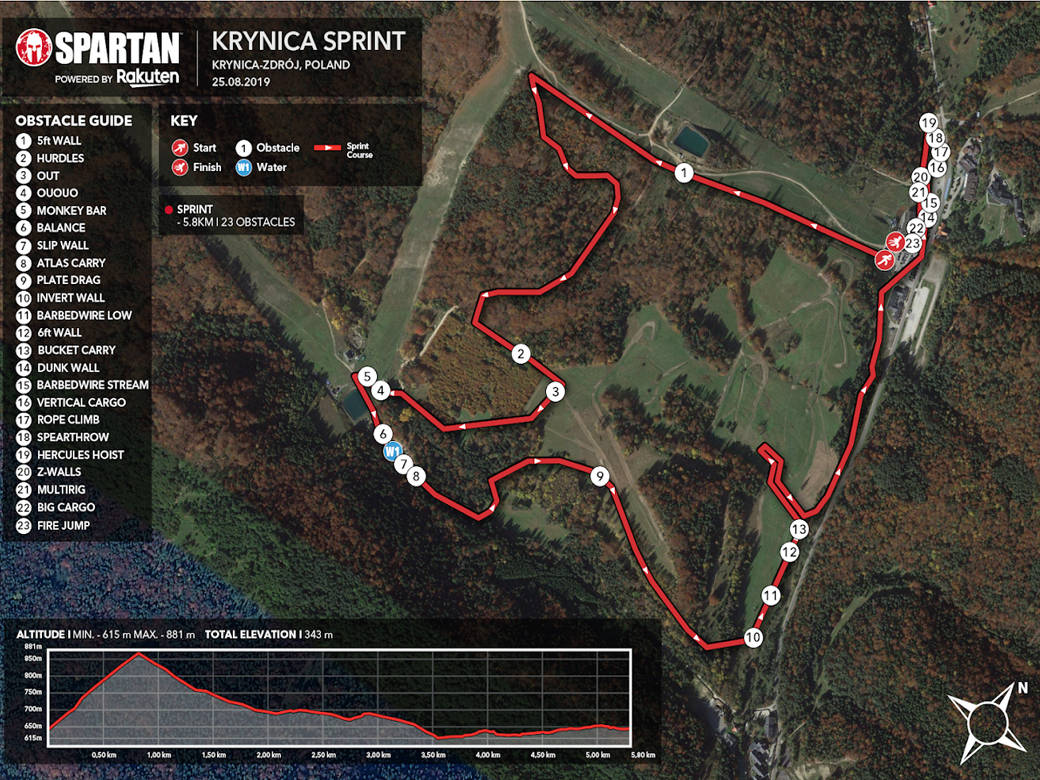 SPARTAN
POWERED BY Rakuten
KRYNICA SPRINT
KRYNICA-ZDRÓJ, POLAND
25.08.2019
OBSTACLE GUIDE
1 5ft WALL
2 HURDLES
3 OUT
4 OUOUO
5 MONKEY BAR
6 BALANCE
7 SLIP WALL
8 ATLAS CARRY
9 PLATE DRAG
10 INVERT WALL
11 BARBEDWIRE LOW
12 6ft WALL
13 BUCKET CARRY
14 DUNK WALL
15 BARBEDWIRE STREAM
16 VERTICAL CARGO
17 ROPE CLIMB
18 SPEARTHROW
19 HERCULES HOIST
20 Z-WALLS
21 MULTIRIG
22 BIG CARGO
23 FIRE JUMP
KEY
Start
1 Obstacle
Sprint
Course
Finish
W1 Water
SPRINT
- 5.8KM I 23 OBSTACLES
19
18
17
16
20
21
15
14
22
23
1
2
3
5
4
6
W1
7
8
9
13
12
11
10
N
ALTITUDE I MIN. - 615 m MAX. - 881 m TOTAL ELEVATION I 343 m
881m
850m
800m
750m
700m
650m
615m
0,50 km 1,00 km 1,50 km 2,00 km 2,50 km 3,00 km 3,50 km 4,00 km 4,50 km 5,00 km 5,80 km